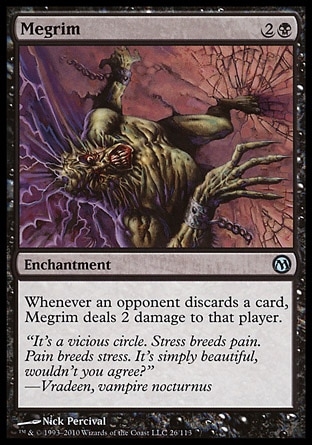 Megrim 2
Enchantment
Whenever an opponent discards a card,
Megrim deals 2 damage to that player.
"It's a vicious circle. Stress breeds pain.
Pain breeds stress. It's simply beautiful,
wouldn't you agree?"
—Vradeen, vampire nocturnus
Nick Percival
™ & © 1993–2010 Wizards of the Coast LLC 26/113